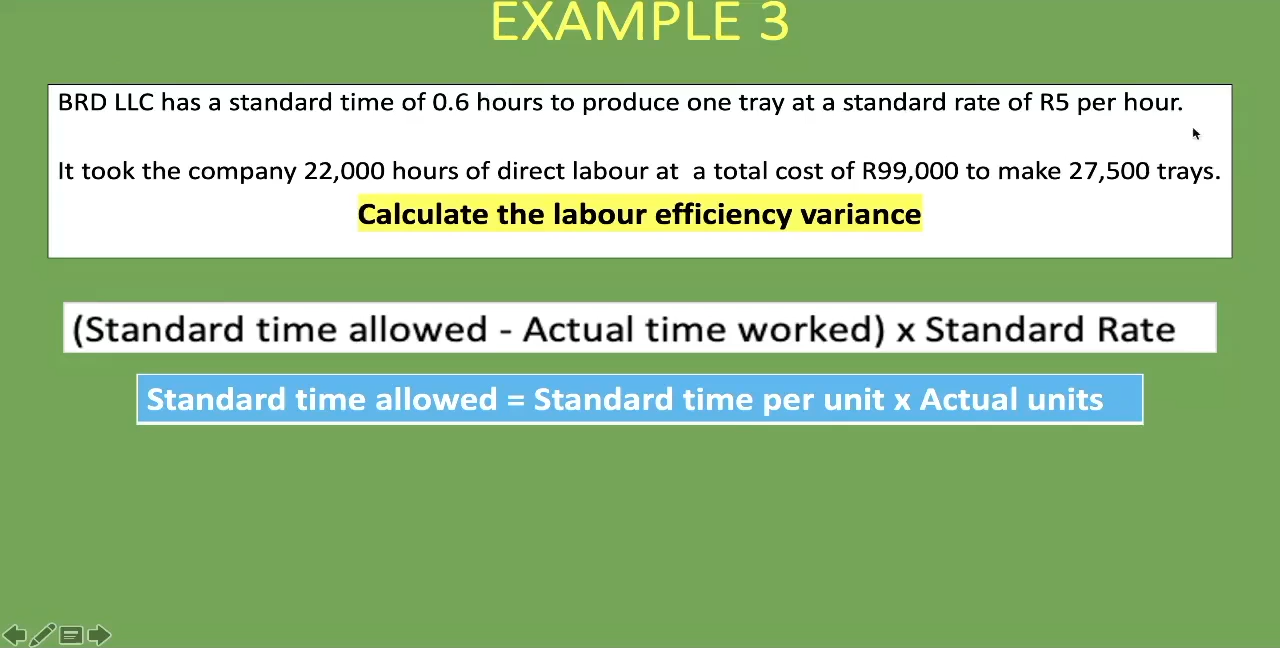 EXAMPLE 3
BRD LLC has a standard time of 0.6 hours to produce one tray at a standard rate of R5 per hour.
It took the company 22,000 hours of direct labour at  a total cost of R99,000 to make 27,500 trays.
Calculate the labour efficiency variance
(Standard time allowed - Actual time worked) x Standard Rate
Standard time allowed = Standard time per unit x Actual units